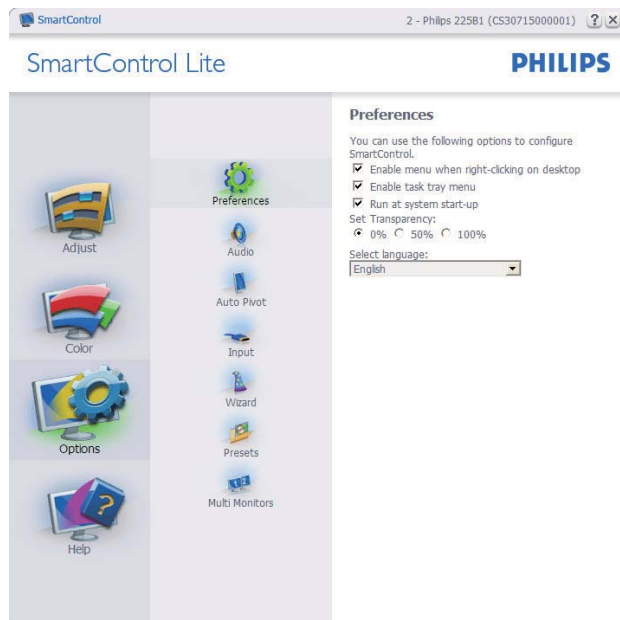 SmartControl
2 - Philips 225B1 (CS30715000001)
?
SmartControl Lite
PHILIPS
Adjust
Color
Options
?
Help
Preferences
Audio
Auto Pivot
Input
Wizard
Presets
1 2
Multi Monitors
Preferences
You can use the following options to configure
SmartControl.
Enable menu when right-clicking on desktop
Enable task tray menu
Run at system start-up
Set Transparency:
0% 50% 100%
Select language:
English